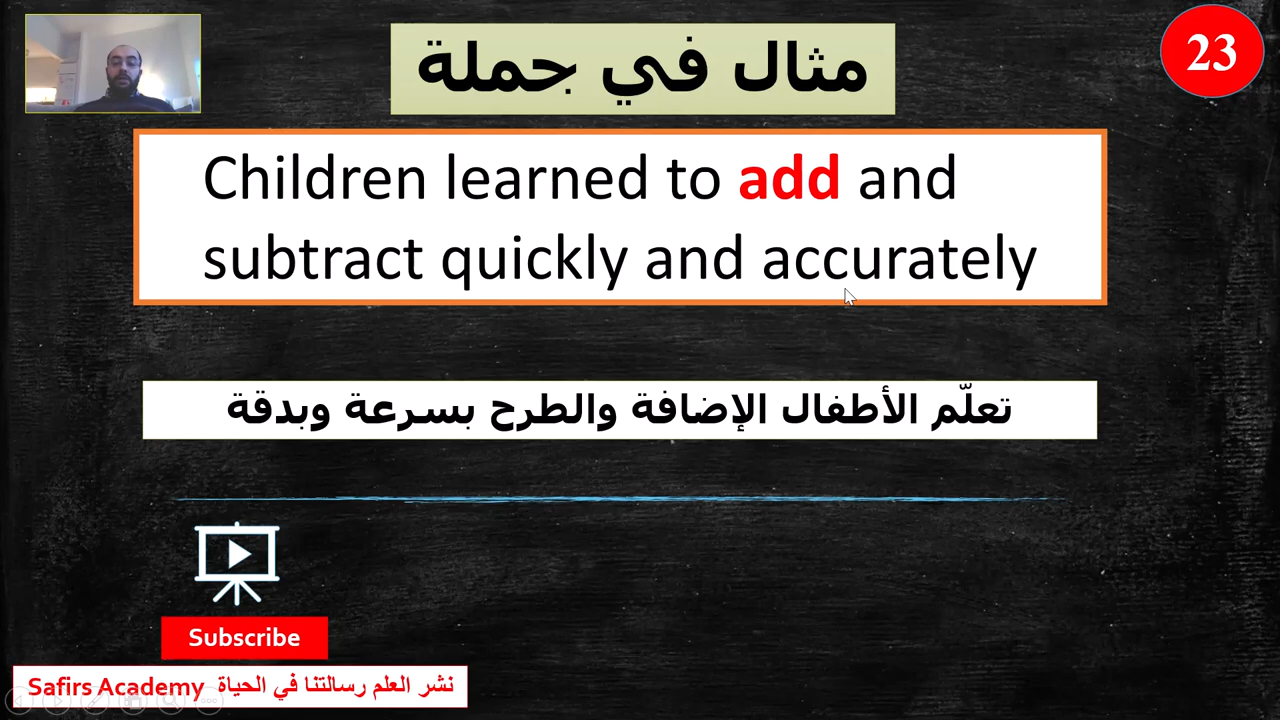 مثال في جملة
23
Children learned to add and
subtract quickly and accurately
تعلّم الأطفال الإضافة والطرح بسرعة وبدقة
Subscribe
Safirs Academy نشر العلم رسالتنا في الحياة